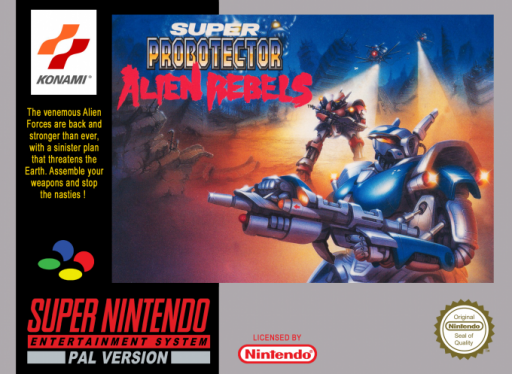 KONAMI®
SUPER
PROBOTECTOR
ALIEN REBELS
The venomous Alien
Forces are back and
stronger than ever,
with a sinister plan
that threatens the
Earth. Assemble your
weapons and stop
the nasties !
SUPER NINTENDO
ENTERTAINMENT SYSTEM
PAL VERSION
LICENSED BY
Nintendo®
Original
Nintendo
Seal of
Quality